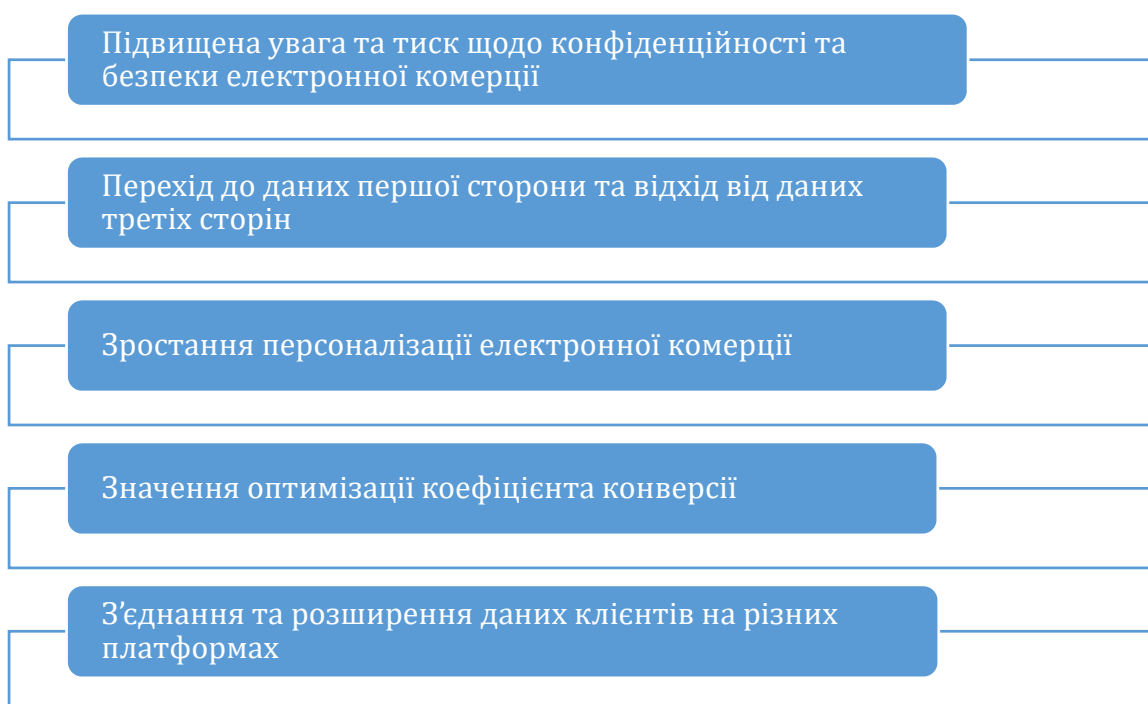 Підвищена увага та тиск щодо конфіденційності та
безпеки електронної комерції
Перехід до даних першої сторони та відхід від даних
третіх сторін
Зростання персоналізації електронної комерції
Значення оптимізації коефіцієнта конверсії
З’єднання та розширення даних клієнтів на різних
платформах